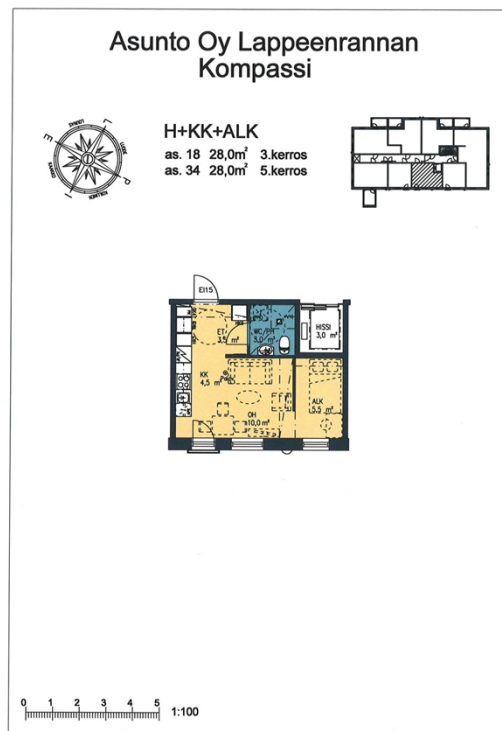 Asunto Oy Lappeenrannan
Kompassi
H+KK+ALK
as. 18 28,0m² 3.kerros
as. 34 28,0m² 5.kerros
E
L
I
P
LUODE
EI15
ET
3,5 m²
WC/PH
5,0 m²
HISSI
3,0 m²
KK
4,5 m²
OH
10,0 m²
ALK
5,5 m²
0 1 2 3 4 5
1:100